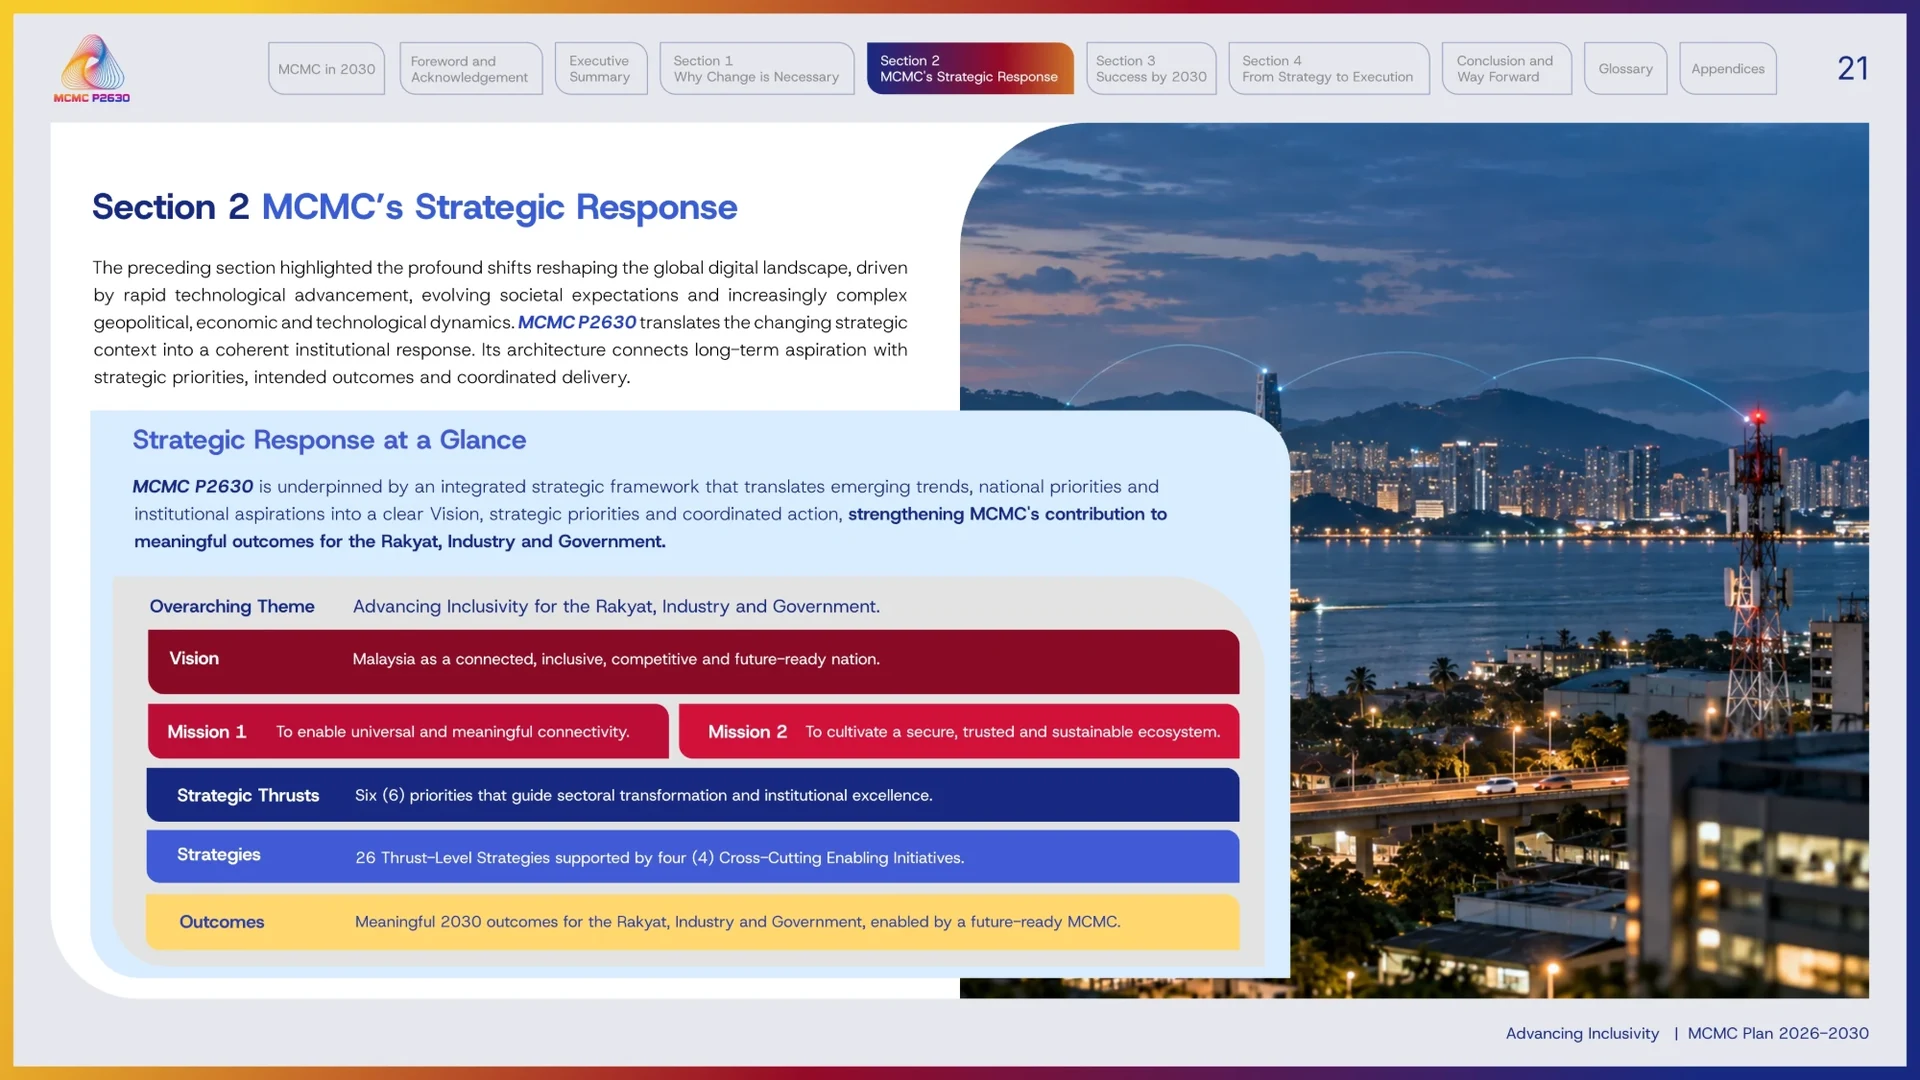 MCMC P2630
MCMC in 2030
Foreword and
Acknowledgement
Executive
Summary
Section 1
Why Change is Necessary
Section 2
MCMC's Strategic Response
Section 3
Success by 2030
Section 4
From Strategy to Execution
Conclusion and
Way Forward
Glossary
Appendices
21
Section 2 MCMC's Strategic Response
The preceding section highlighted the profound shifts reshaping the global digital landscape, driven
by rapid technological advancement, evolving societal expectations and increasingly complex
geopolitical, economic and technological dynamics. MCMC P2630 translates the changing strategic
context into a coherent institutional response. Its architecture connects long-term aspiration with
strategic priorities, intended outcomes and coordinated delivery.
Strategic Response at a Glance
MCMC P2630 is underpinned by an integrated strategic framework that translates emerging trends, national priorities and
institutional aspirations into a clear Vision, strategic priorities and coordinated action, strengthening MCMC's contribution to
meaningful outcomes for the Rakyat, Industry and Government.
Overarching Theme Advancing Inclusivity for the Rakyat, Industry and Government.
Vision Malaysia as a connected, inclusive, competitive and future-ready nation.
Mission 1 To enable universal and meaningful connectivity.
Mission 2 To cultivate a secure, trusted and sustainable ecosystem.
Strategic Thrusts Six (6) priorities that guide sectoral transformation and institutional excellence.
Strategies 26 Thrust-Level Strategies supported by four (4) Cross-Cutting Enabling Initiatives.
Outcomes Meaningful 2030 outcomes for the Rakyat, Industry and Government, enabled by a future-ready MCMC.
Advancing Inclusivity | MCMC Plan 2026-2030